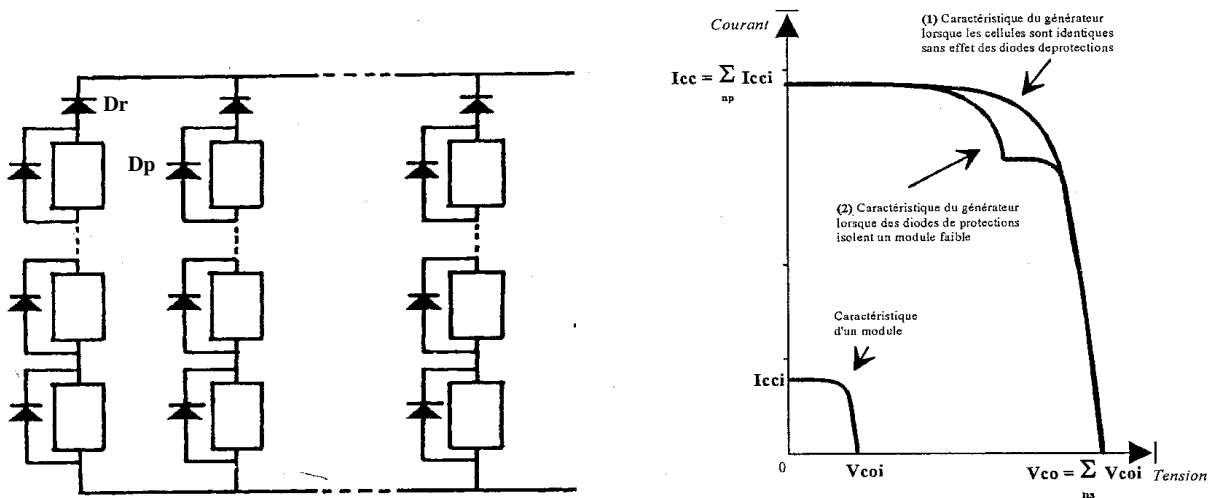 Dr
Dp
Courant
(1) Caractéristique du générateur
lorsque les cellules sont identiques
sans effet des diodes deprotections
Icc = Σ Icci
np
(2) Caractéristique du générateur
lorsque des diodes de protections
isolent un module faible
Caractéristique
d'un module
Icci
0
Vcoi
Vco = Σ Vcoi
ns
Tension